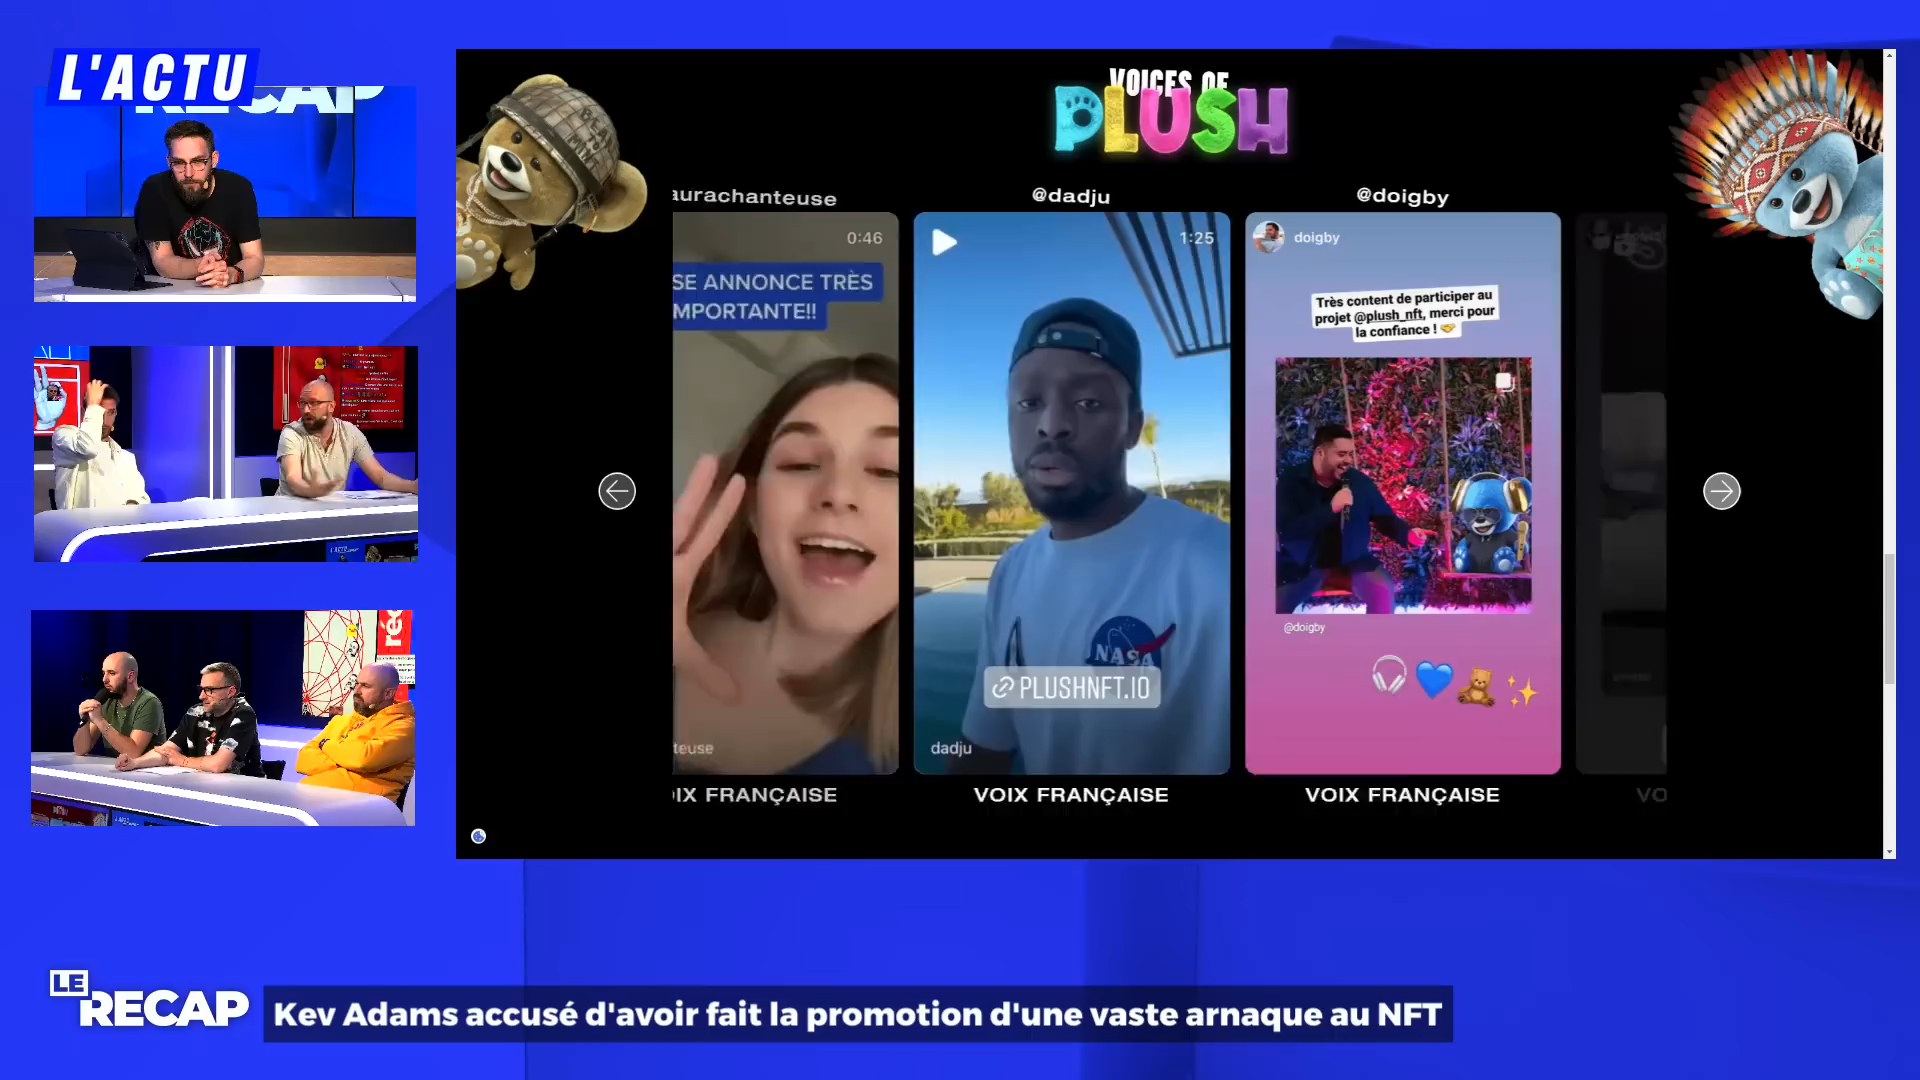 L'ACTU
RECAP
VOICES OF
PLUSH
aurachanteuse
@dadju
@doigby
0:46
SE ANNONCE TRÈS
MPORTANTE!!
teuse
1:25
NASA
PLUSHNFT.IO
dadju
doigby
Très content de participer au
projet @plush_nft, merci pour
la confiance !
@doigby
IX FRANÇAISE
VOIX FRANÇAISE
VOIX FRANÇAISE
VO
LE
RECAP
Kev Adams accusé d'avoir fait la promotion d'une vaste arnaque au NFT